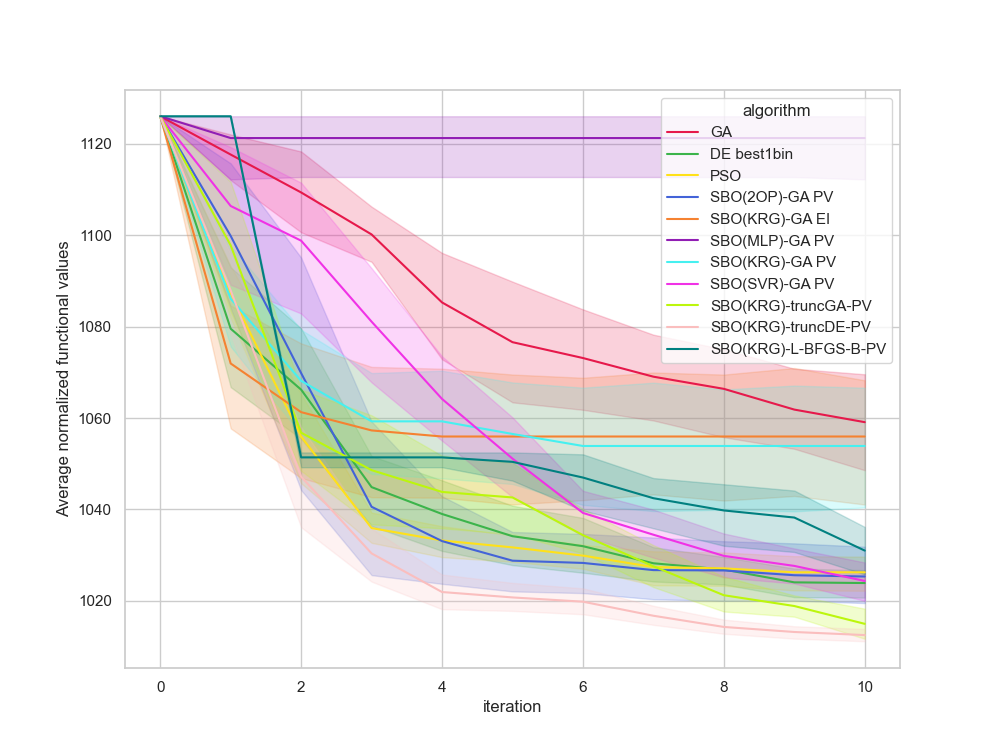 algorithm
GA
DE best1bin
PSO
SBO(2OP)-GA PV
SBO(KRG)-GA EI
SBO(MLP)-GA PV
SBO(KRG)-GA PV
SBO(SVR)-GA PV
SBO(KRG)-truncGA-PV
SBO(KRG)-truncDE-PV
SBO(KRG)-L-BFGS-B-PV
Average normalized functional values
1120
1100
1080
1060
1040
1020
0 2 4 6 8 10
iteration